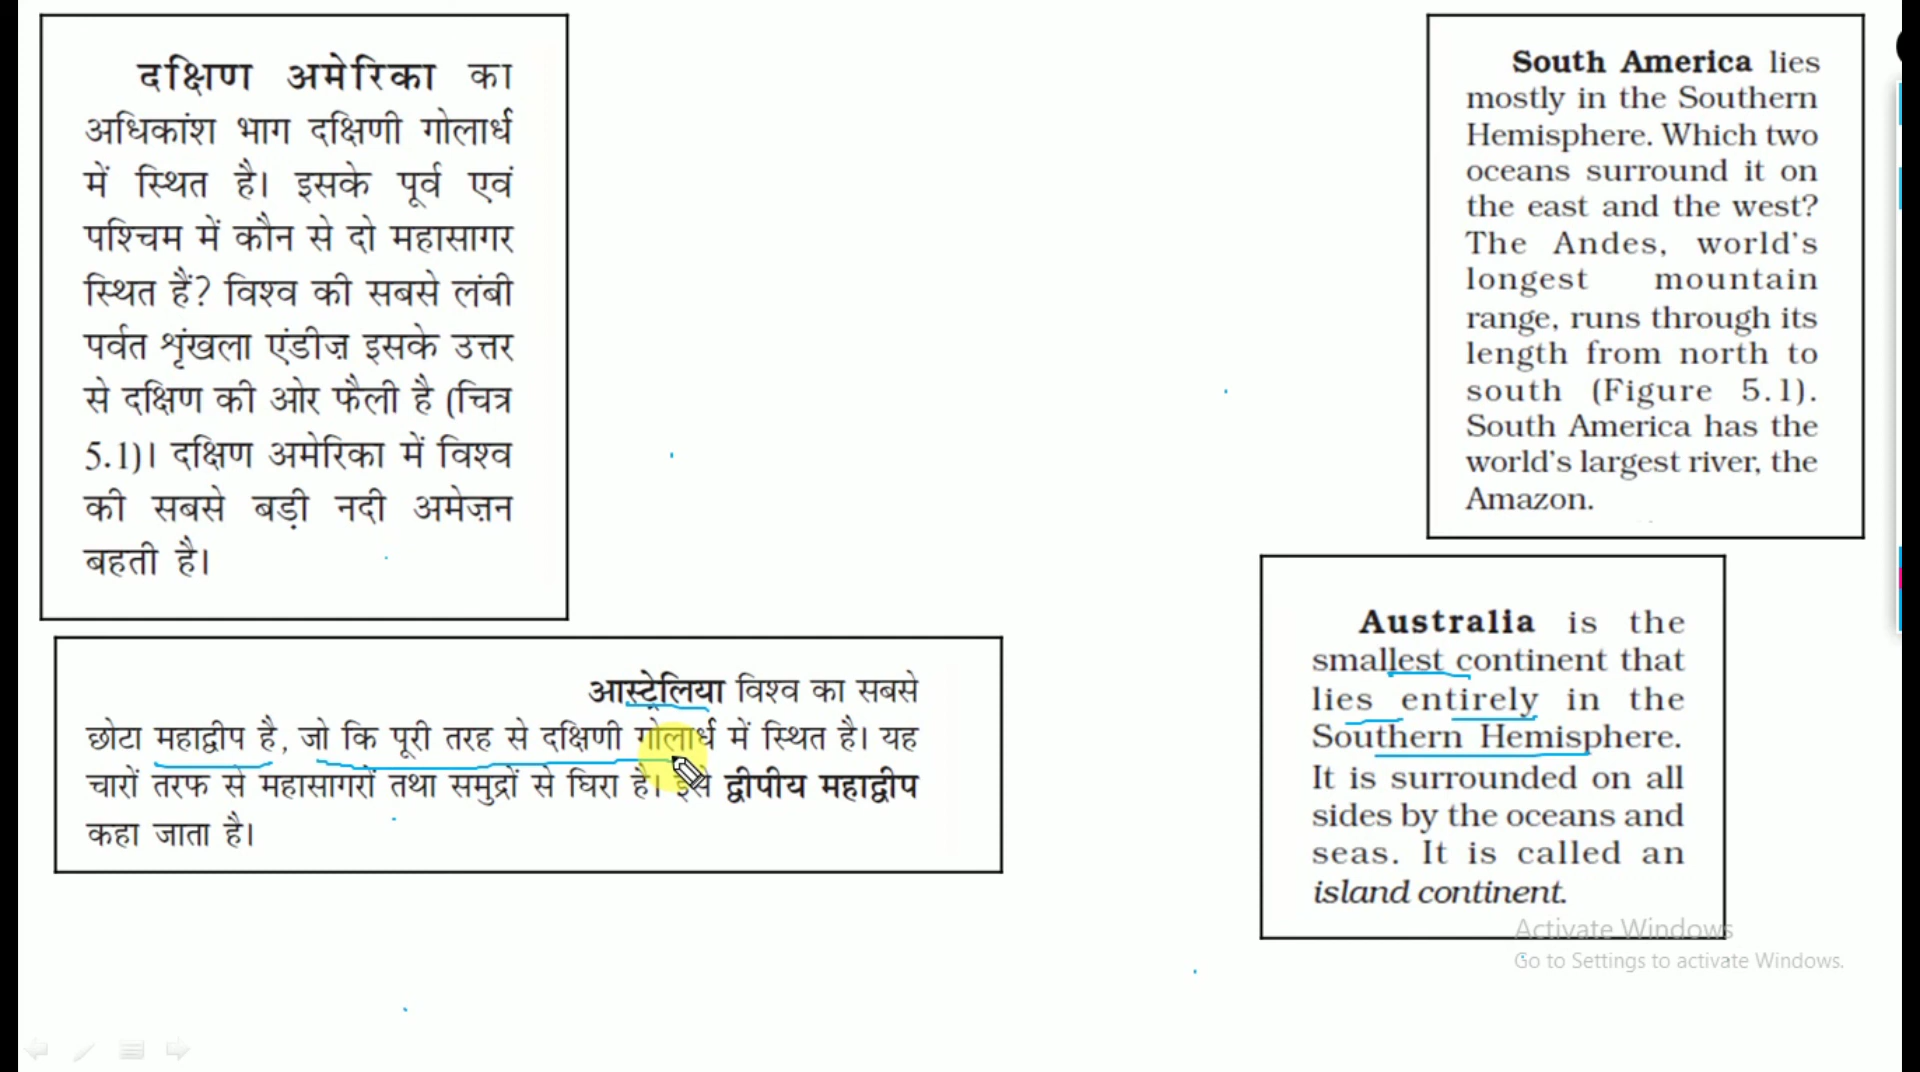 दक्षिण अमेरिका का
अधिकांश भाग दक्षिणी गोलार्ध
में स्थित है। इसके पूर्व एवं
पश्चिम में कौन से दो महासागर
स्थित हैं? विश्व की सबसे लंबी
पर्वत शृंखला एंडीज़ इसके उत्तर
से दक्षिण की ओर फैली है (चित्र
5.1)। दक्षिण अमेरिका में विश्व
की सबसे बड़ी नदी अमेज़न
बहती है।
आस्ट्रेलिया विश्व का सबसे
छोटा महाद्वीप है, जो कि पूरी तरह से दक्षिणी गोलार्ध में स्थित है। यह
चारों तरफ से महासागरों तथा समुद्रों से घिरा है। इसे द्वीपीय महाद्वीप
कहा जाता है।
South America lies
mostly in the Southern
Hemisphere. Which two
oceans surround it on
the east and the west?
The Andes, world's
longest mountain
range, runs through its
length from north to
south (Figure 5.1).
South America has the
world's largest river, the
Amazon.
Australia is the
smallest continent that
lies entirely in the
Southern Hemisphere.
It is surrounded on all
sides by the oceans and
seas. It is called an
island continent.
Activate Windows
Go to Settings to activate Windows.